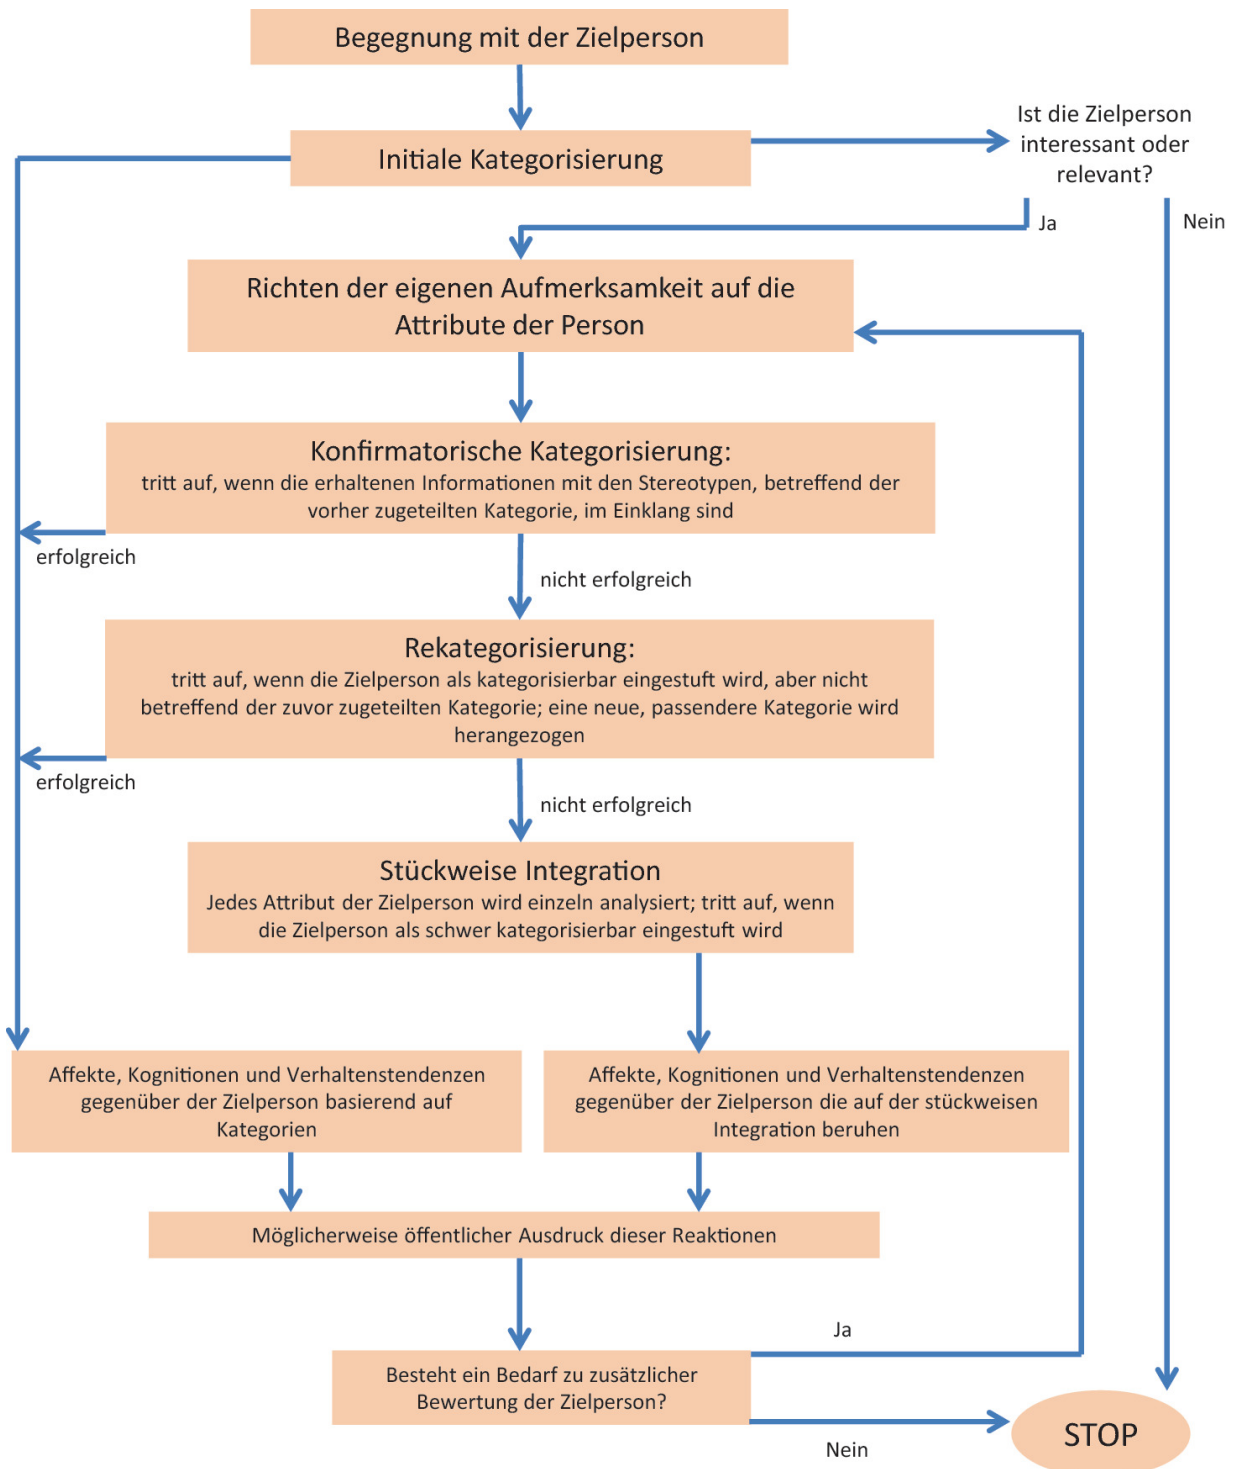 Begegnung mit der Zielperson
Initiale Kategorisierung
Ist die Zielperson
interessant oder
relevant?
Ja
Nein
Richten der eigenen Aufmerksamkeit auf die
Attribute der Person
Konfirmatorische Kategorisierung:
tritt auf, wenn die erhaltenen Informationen mit den Stereotypen, betreffend der
vorher zugeteilten Kategorie, im Einklang sind
erfolgreich
nicht erfolgreich
Rekategorisierung:
tritt auf, wenn die Zielperson als kategorisierbar eingestuft wird, aber nicht
betreffend der zuvor zugeteilten Kategorie; eine neue, passendere Kategorie wird
herangezogen
erfolgreich
nicht erfolgreich
Stückweise Integration
Jedes Attribut der Zielperson wird einzeln analysiert; tritt auf, wenn
die Zielperson als schwer kategorisierbar eingestuft wird
Affekte, Kognitionen und Verhaltenstendenzen
gegenüber der Zielperson basierend auf
Kategorien
Affekte, Kognitionen und Verhaltenstendenzen
gegenüber der Zielperson die auf der stückweisen
Integration beruhen
Möglicherweise öffentlicher Ausdruck dieser Reaktionen
Ja
Besteht ein Bedarf zu zusätzlicher
Bewertung der Zielperson?
Nein
STOP